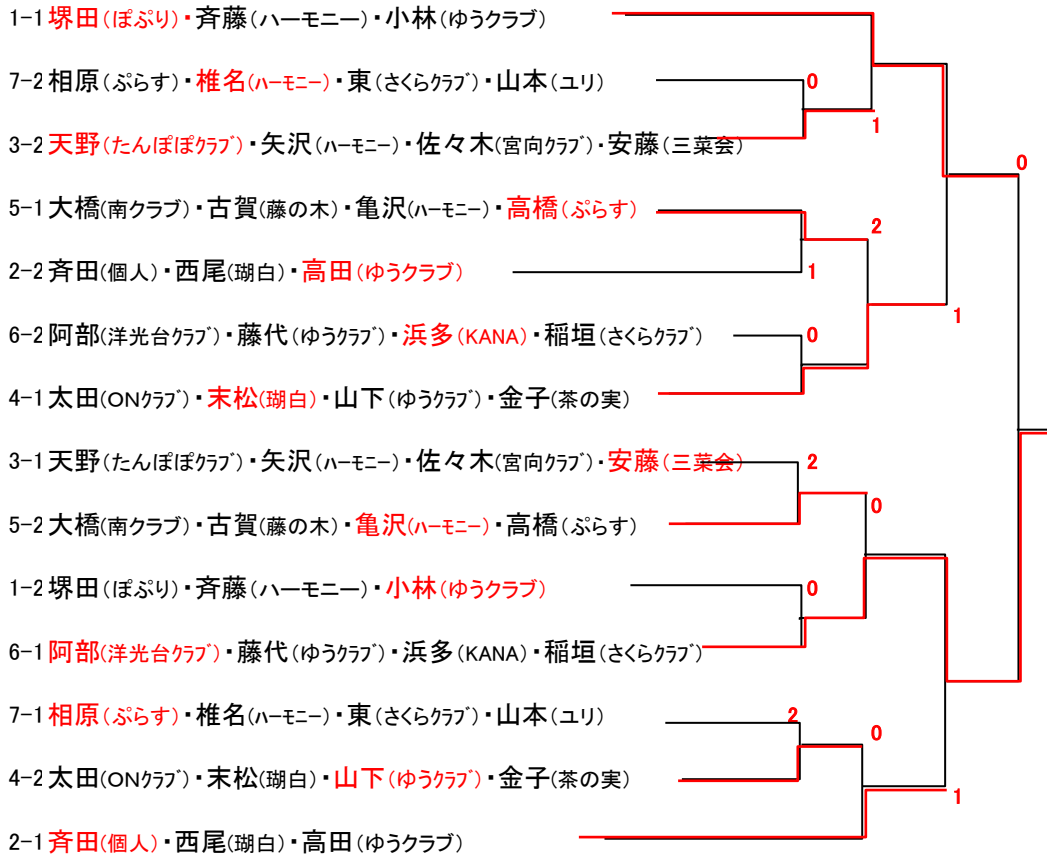 1-1 堺田(ぽぷり)・斉藤(ハーモニー)・小林(ゆうクラブ)
7-2 相原(ぷらす)・椎名(ハーモニー)・東(さくらクラブ)・山本(ユリ) 0
1
3-2 天野(たんぽぽクラブ)・矢沢(ハーモニー)・佐々木(宮向クラブ)・安藤(三菜会)
0
5-1 大橋(南クラブ)・古賀(藤の木)・亀沢(ハーモニー)・高橋(ぷらす)
2
2-2 斉田(個人)・西尾(瑚白)・高田(ゆうクラブ) 1
1
6-2 阿部(洋光台クラブ)・藤代(ゆうクラブ)・浜多(KANA)・稲垣(さくらクラブ) 0
4-1 太田(ONクラブ)・末松(瑚白)・山下(ゆうクラブ)・金子(茶の実)
3-1 天野(たんぽぽクラブ)・矢沢(ハーモニー)・佐々木(宮向クラブ)・安藤(三菜会) 2
0
5-2 大橋(南クラブ)・古賀(藤の木)・亀沢(ハーモニー)・高橋(ぷらす)
1-2 堺田(ぽぷり)・斉藤(ハーモニー)・小林(ゆうクラブ) 0
6-1 阿部(洋光台クラブ)・藤代(ゆうクラブ)・浜多(KANA)・稲垣(さくらクラブ)
7-1 相原(ぷらす)・椎名(ハーモニー)・東(さくらクラブ)・山本(ユリ) 2
0
4-2 太田(ONクラブ)・末松(瑚白)・山下(ゆうクラブ)・金子(茶の実)
1
2-1 斉田(個人)・西尾(瑚白)・高田(ゆうクラブ)